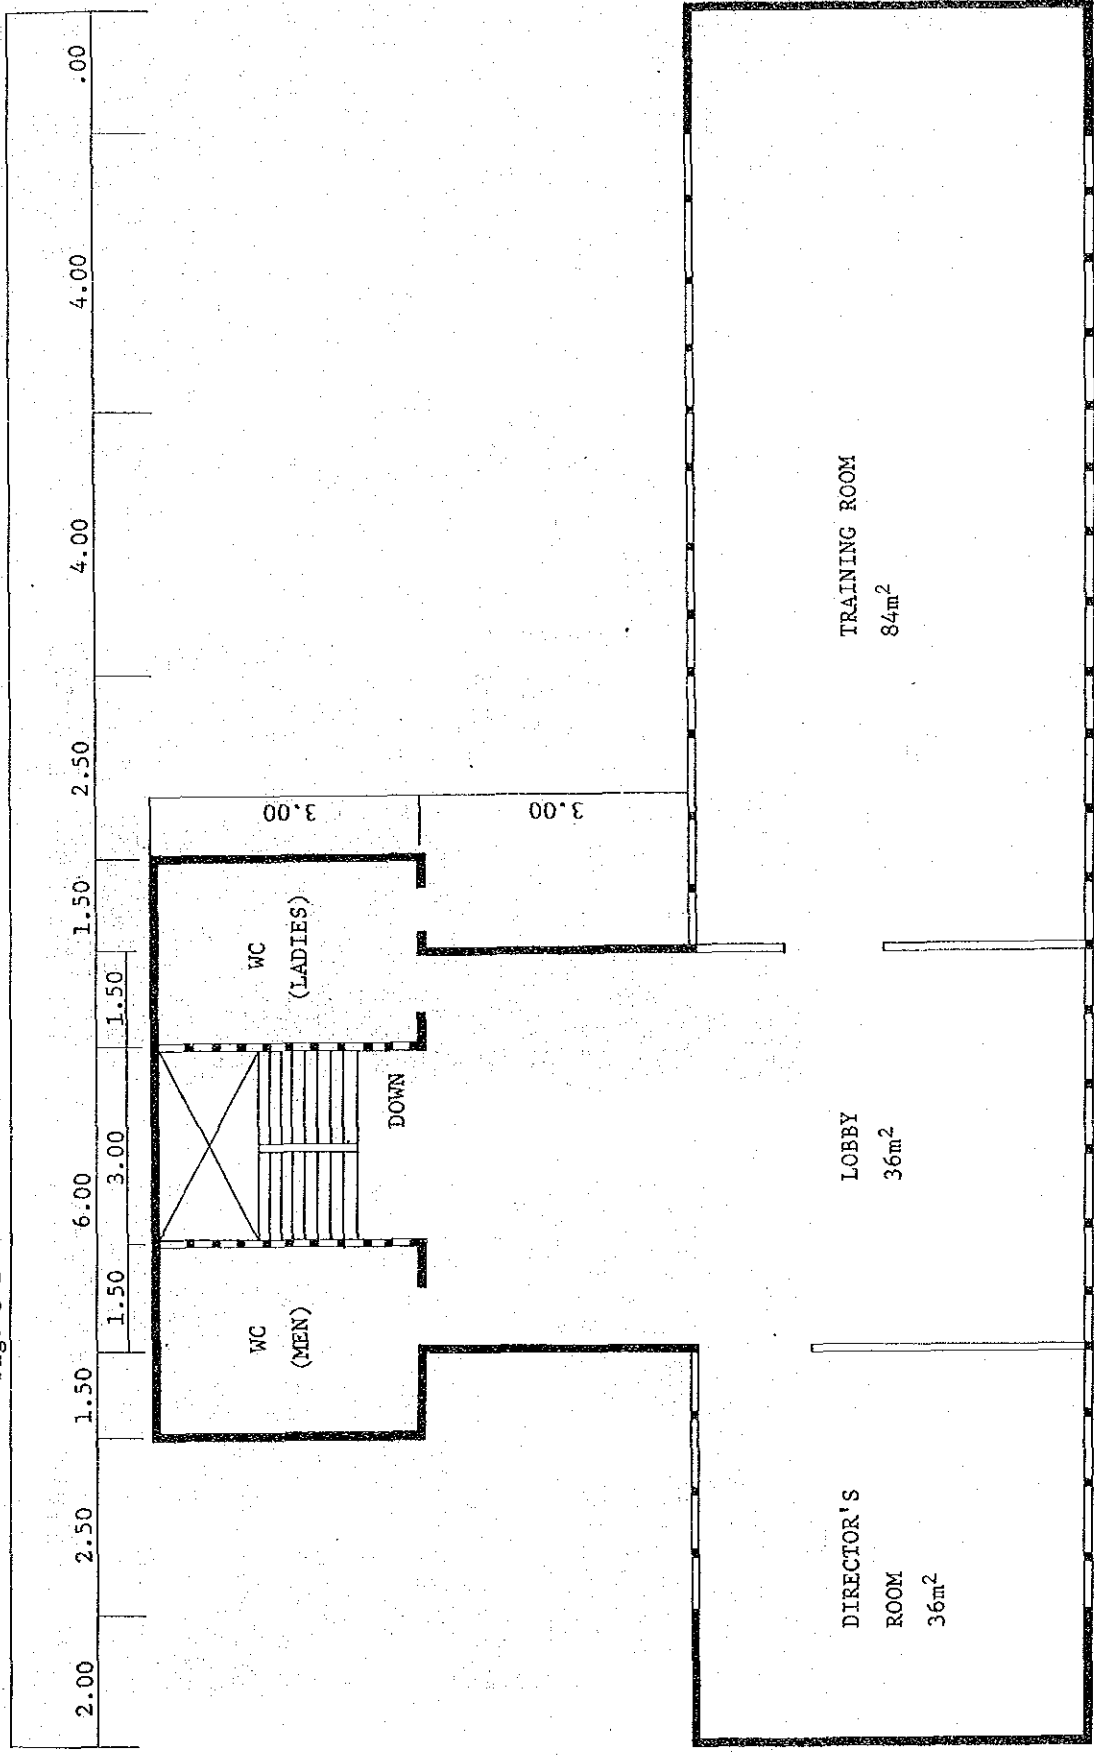 2.00
2.50
1.50
6.00
1.50
2.50
4.00
4.00
.00
1.50
3.00
1.50
WC
(MEN)
DOWN
WC
(LADIES)
3.00
3.00
DIRECTOR'S
ROOM
36m²
LOBBY
36m²
TRAINING ROOM
84m²